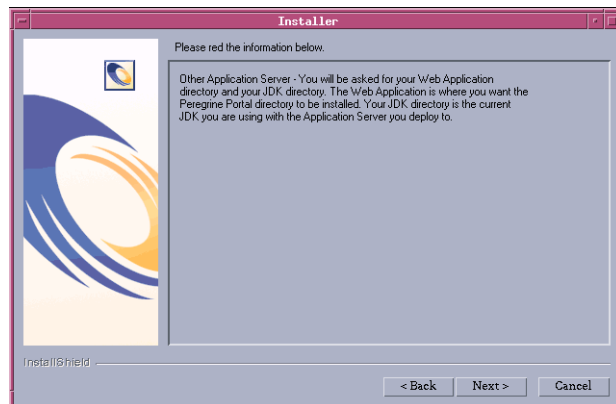 Installer
Please red the information below.
Other Application Server - You will be asked for your Web Application
directory and your JDK directory. The Web Application is where you want the
Peregrine Portal directory to be installed. Your JDK directory is the current
JDK you are using with the Application Server you deploy to.
InstallShield
< Back
Next >
Cancel